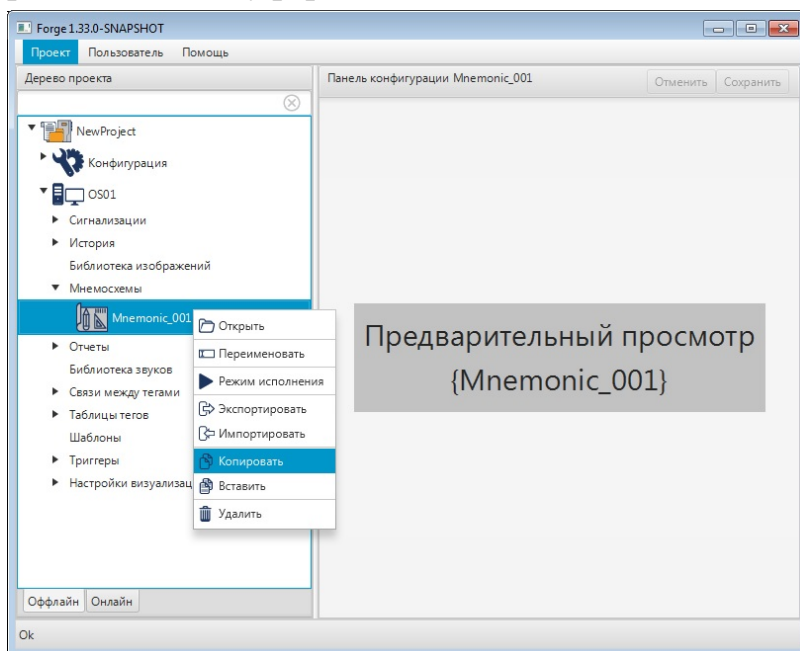 Forge 1.33.0-SNAPSHOT
Проект Пользователь Помощь
Дерево проекта
Панель конфигурации Mnemonic_001
Отменить Сохранить
NewProject
Конфигурация
OS01
Сигнализации
История
Библиотека изображений
Мнемосхемы
Mnemonic_001
Отчеты
Библиотека звуков
Связи между тегами
Таблицы тегов
Шаблоны
Триггеры
Настройки визуализац
Открыть
Переименовать
Режим исполнения
Экспортировать
Импортировать
Копировать
Вставить
Удалить
Предварительный просмотр
{Mnemonic_001}
Оффлайн Онлайн
Ok